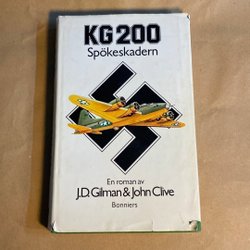 KG 200
Spökeskadern
En roman av
J.D. Gilman & John Clive
Bonniers